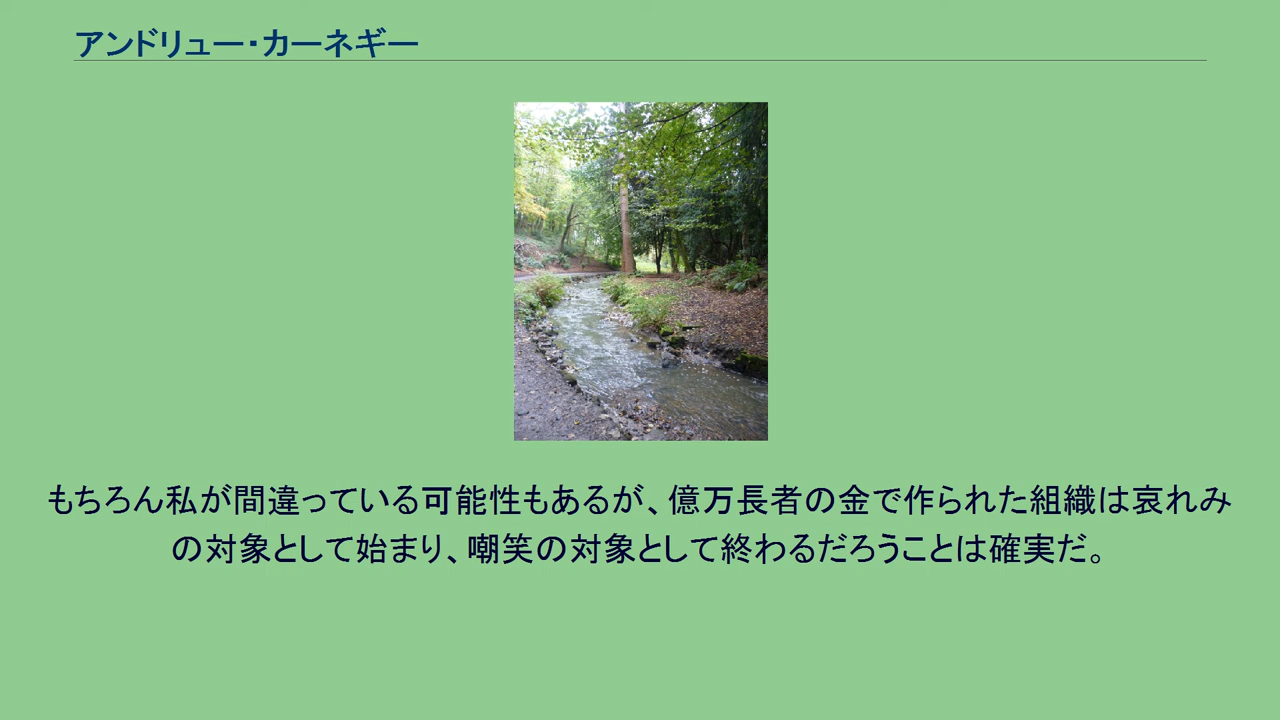 アンドリュー・カーネギー
もちろん私が間違っている可能性もあるが、億万長者の金で作られた組織は哀れみ
の対象として始まり、嘲笑の対象として終わるだろうことは確実だ。